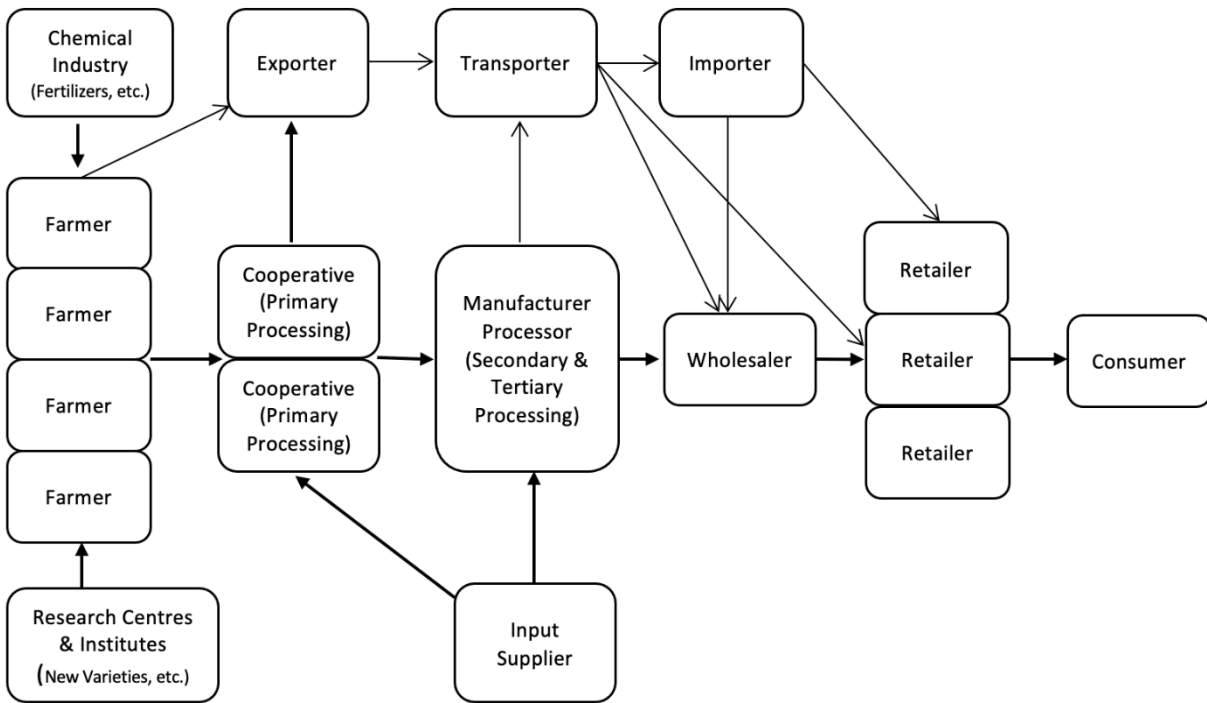 Chemical
Industry
(Fertilizers, etc.)
Exporter
Transporter
Importer
Farmer
Farmer
Farmer
Farmer
Cooperative
(Primary
Processing)
Cooperative
(Primary
Processing)
Manufacturer
Processor
(Secondary &
Tertiary
Processing)
Wholesaler
Retailer
Retailer
Retailer
Consumer
Research Centres
& Institutes
(New Varieties, etc.)
Input
Supplier